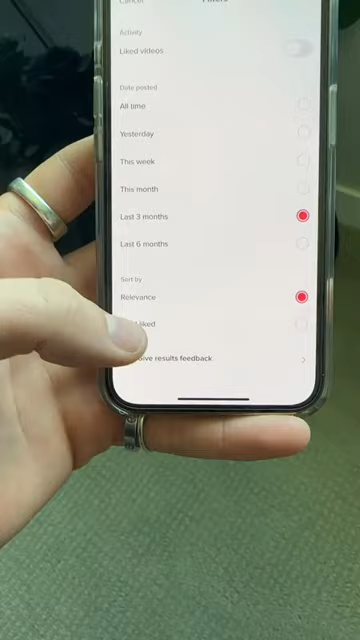 Cancel
Filters
Activity
Liked videos
Date posted
All time
Yesterday
This week
This month
Last 3 months
Last 6 months
Sort by
Relevance
liked
results feedback